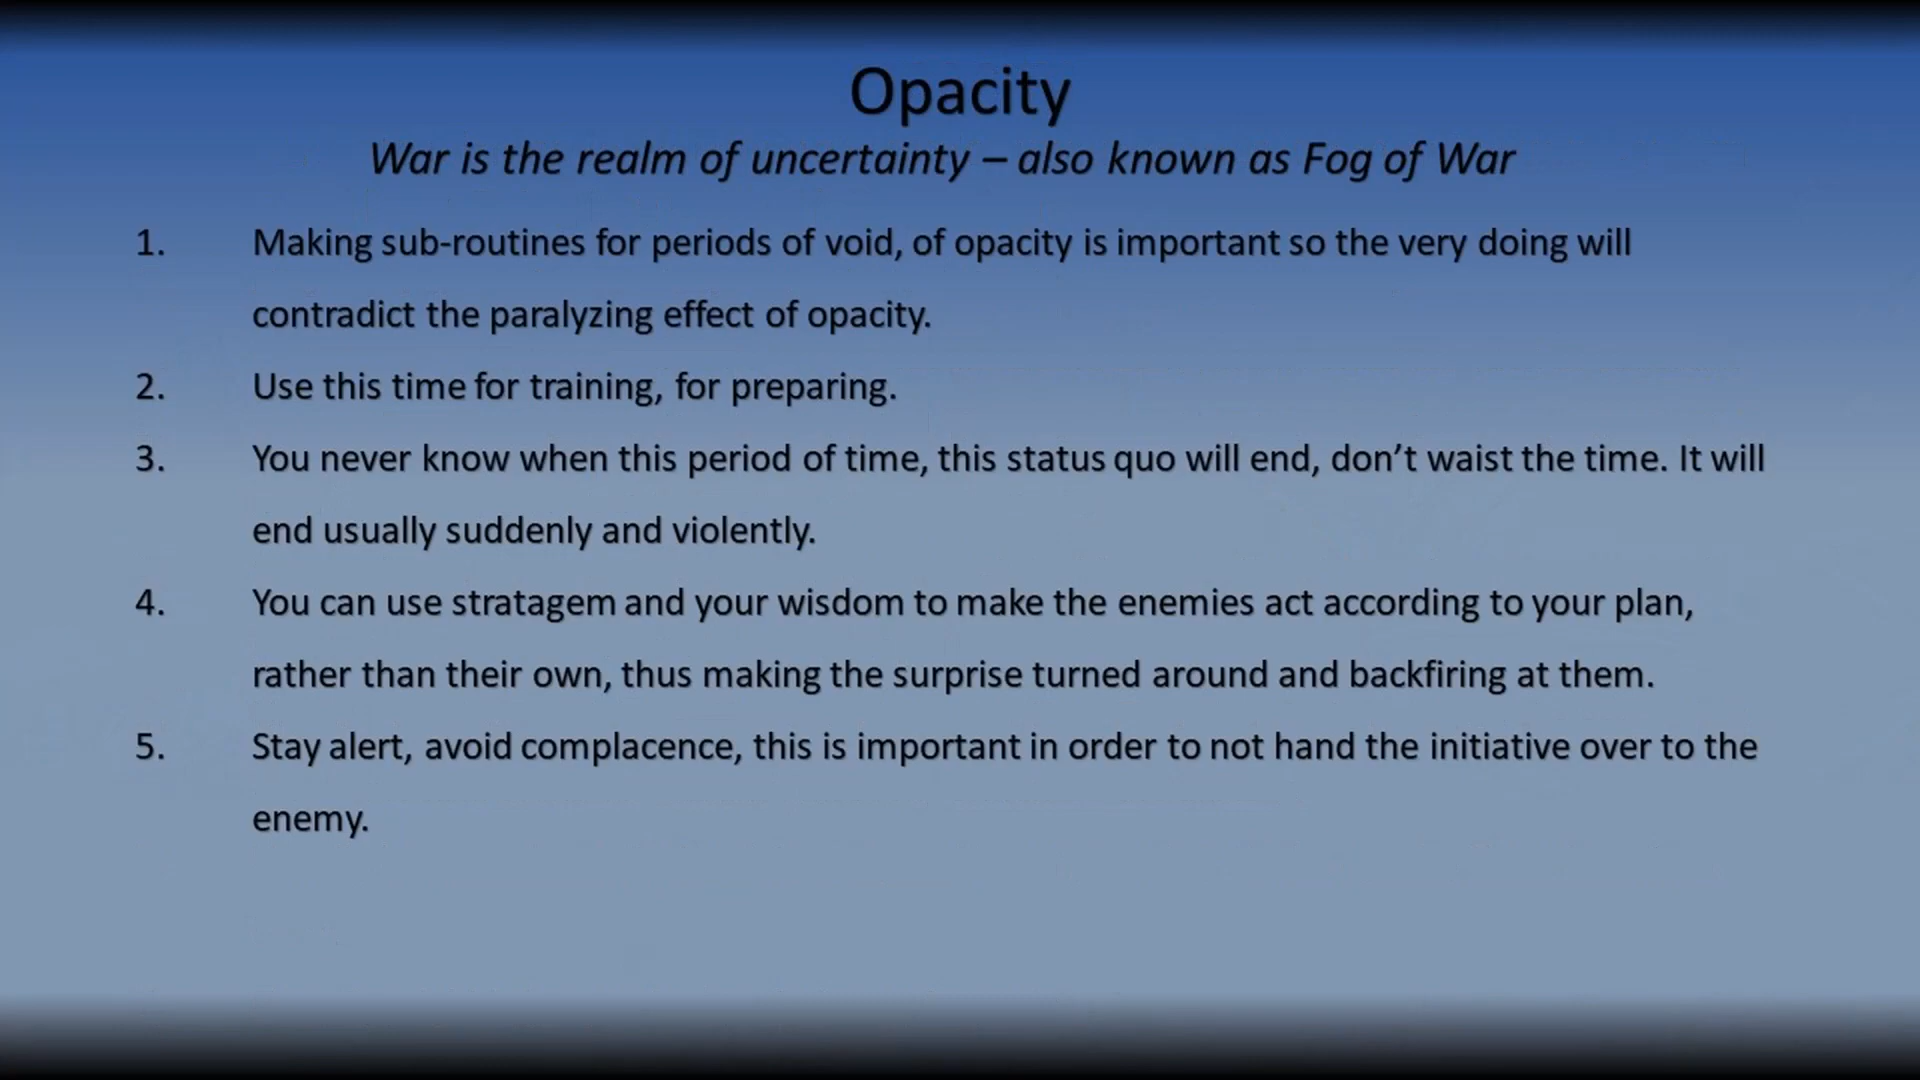 Opacity
War is the realm of uncertainty – also known as Fog of War
1. Making sub-routines for periods of void, of opacity is important so the very doing will
contradict the paralyzing effect of opacity.
2. Use this time for training, for preparing.
3. You never know when this period of time, this status quo will end, don’t waist the time. It will
end usually suddenly and violently.
4. You can use stratagem and your wisdom to make the enemies act according to your plan,
rather than their own, thus making the surprise turned around and backfiring at them.
5. Stay alert, avoid complacence, this is important in order to not hand the initiative over to the
enemy.